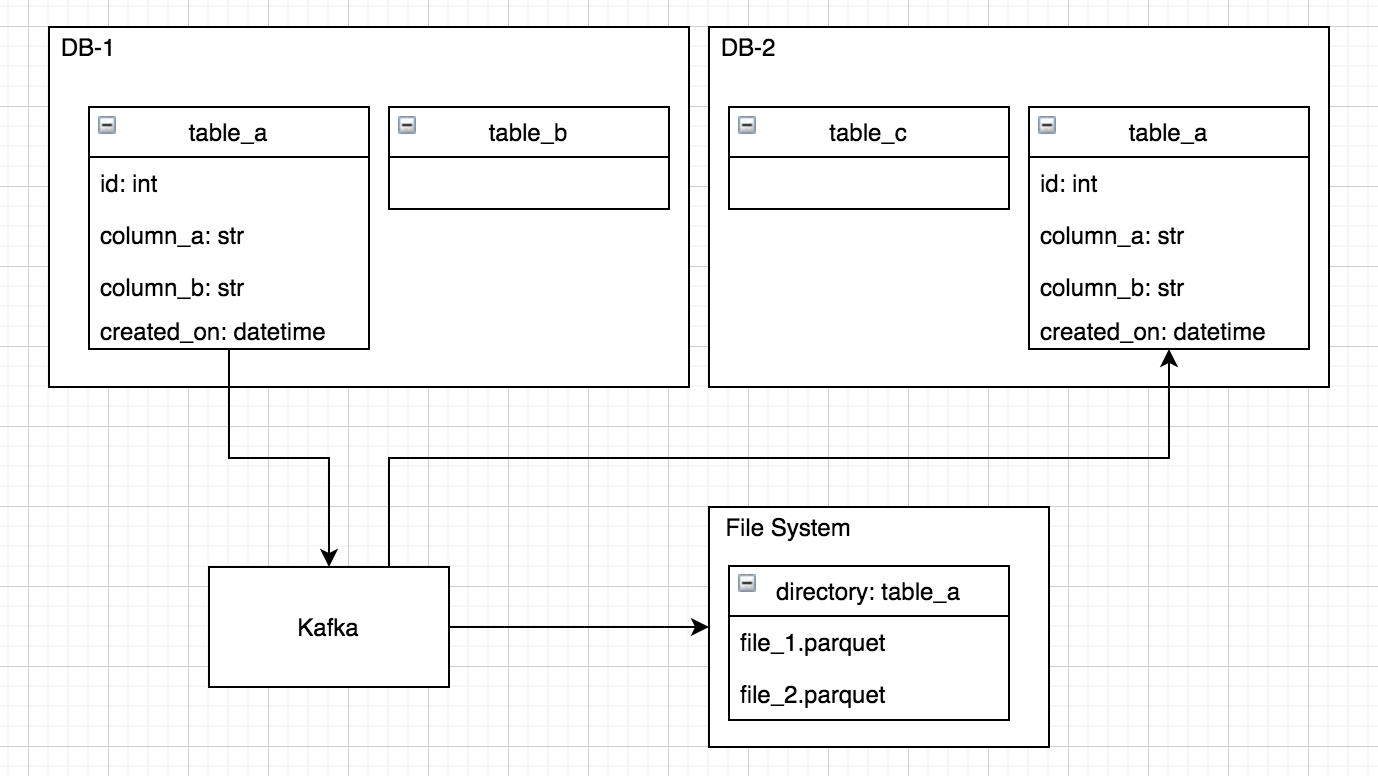 DB-1
table_a
id: int
column_a: str
column_b: str
created_on: datetime
table_b
DB-2
table_c
table_a
id: int
column_a: str
column_b: str
created_on: datetime
Kafka
File System
directory: table_a
file_1.parquet
file_2.parquet